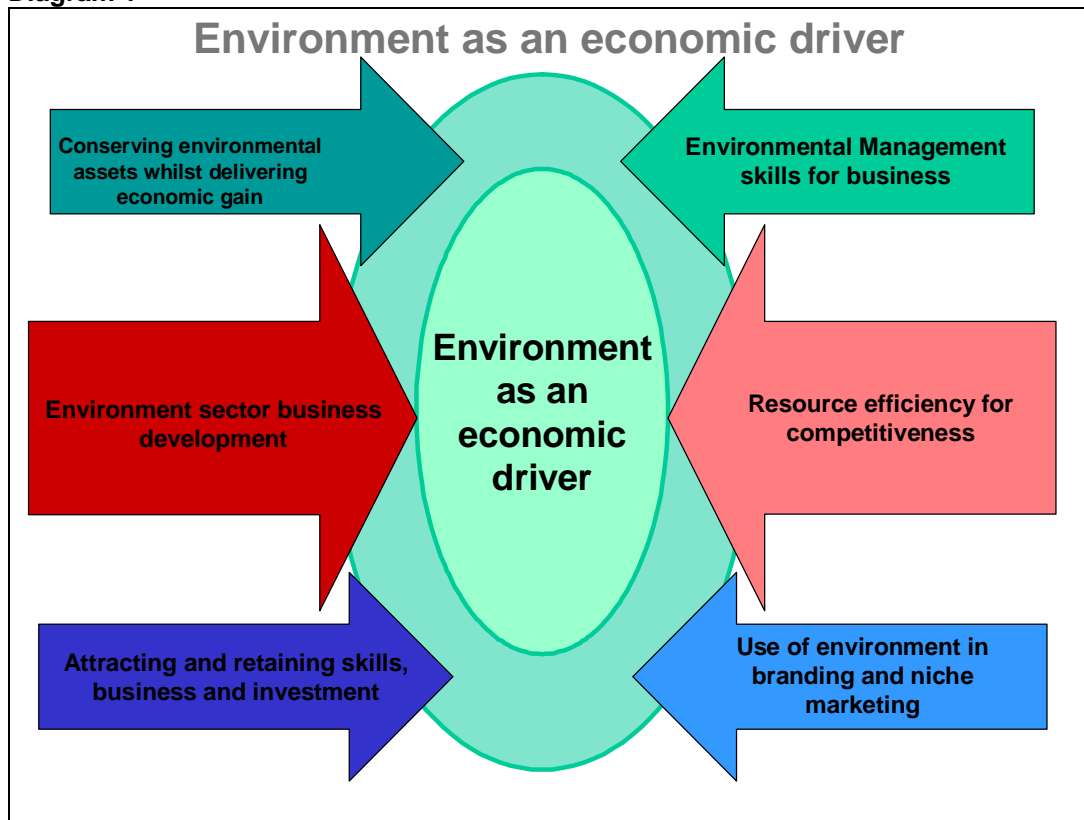 Environment as an economic driver
Conserving environmental
assets whilst delivering
economic gain
Environmental Management
skills for business
Environment sector business
development
Environment
as an
economic
driver
Resource efficiency for
competitiveness
Attracting and retaining skills,
business and investment
Use of environment in
branding and niche
marketing